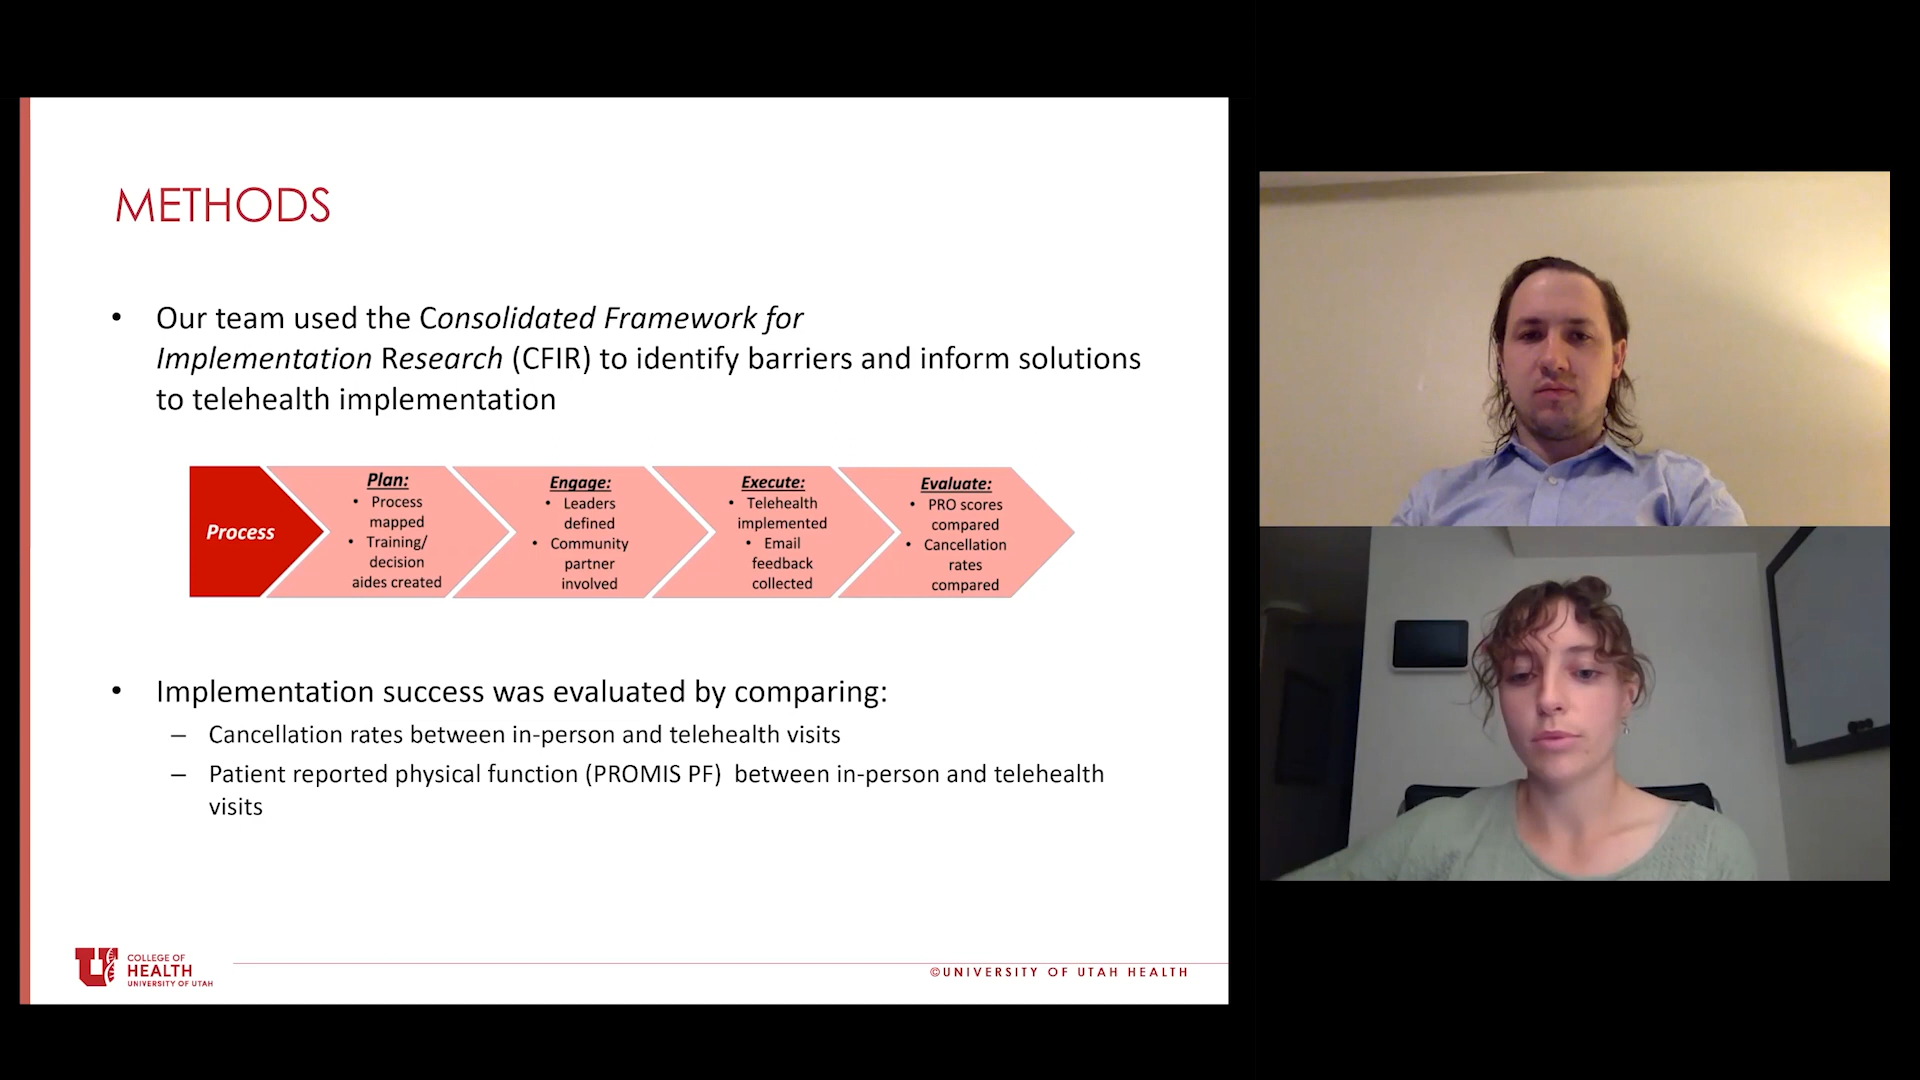 METHODS
• Our team used the Consolidated Framework for
Implementation Research (CFIR) to identify barriers and inform solutions
to telehealth implementation
Process
Plan:
• Process
mapped
• Training/
decision
aides created
Engage:
• Leaders
defined
• Community
partner
involved
Execute:
• Telehealth
implemented
• Email
feedback
collected
Evaluate:
• PRO scores
compared
• Cancellation
rates
compared
• Implementation success was evaluated by comparing:
– Cancellation rates between in-person and telehealth visits
– Patient reported physical function (PROMIS PF) between in-person and telehealth
visits
U
COLLEGE OF
HEALTH
UNIVERSITY OF UTAH
©UNIVERSITY OF UTAH HEALTH